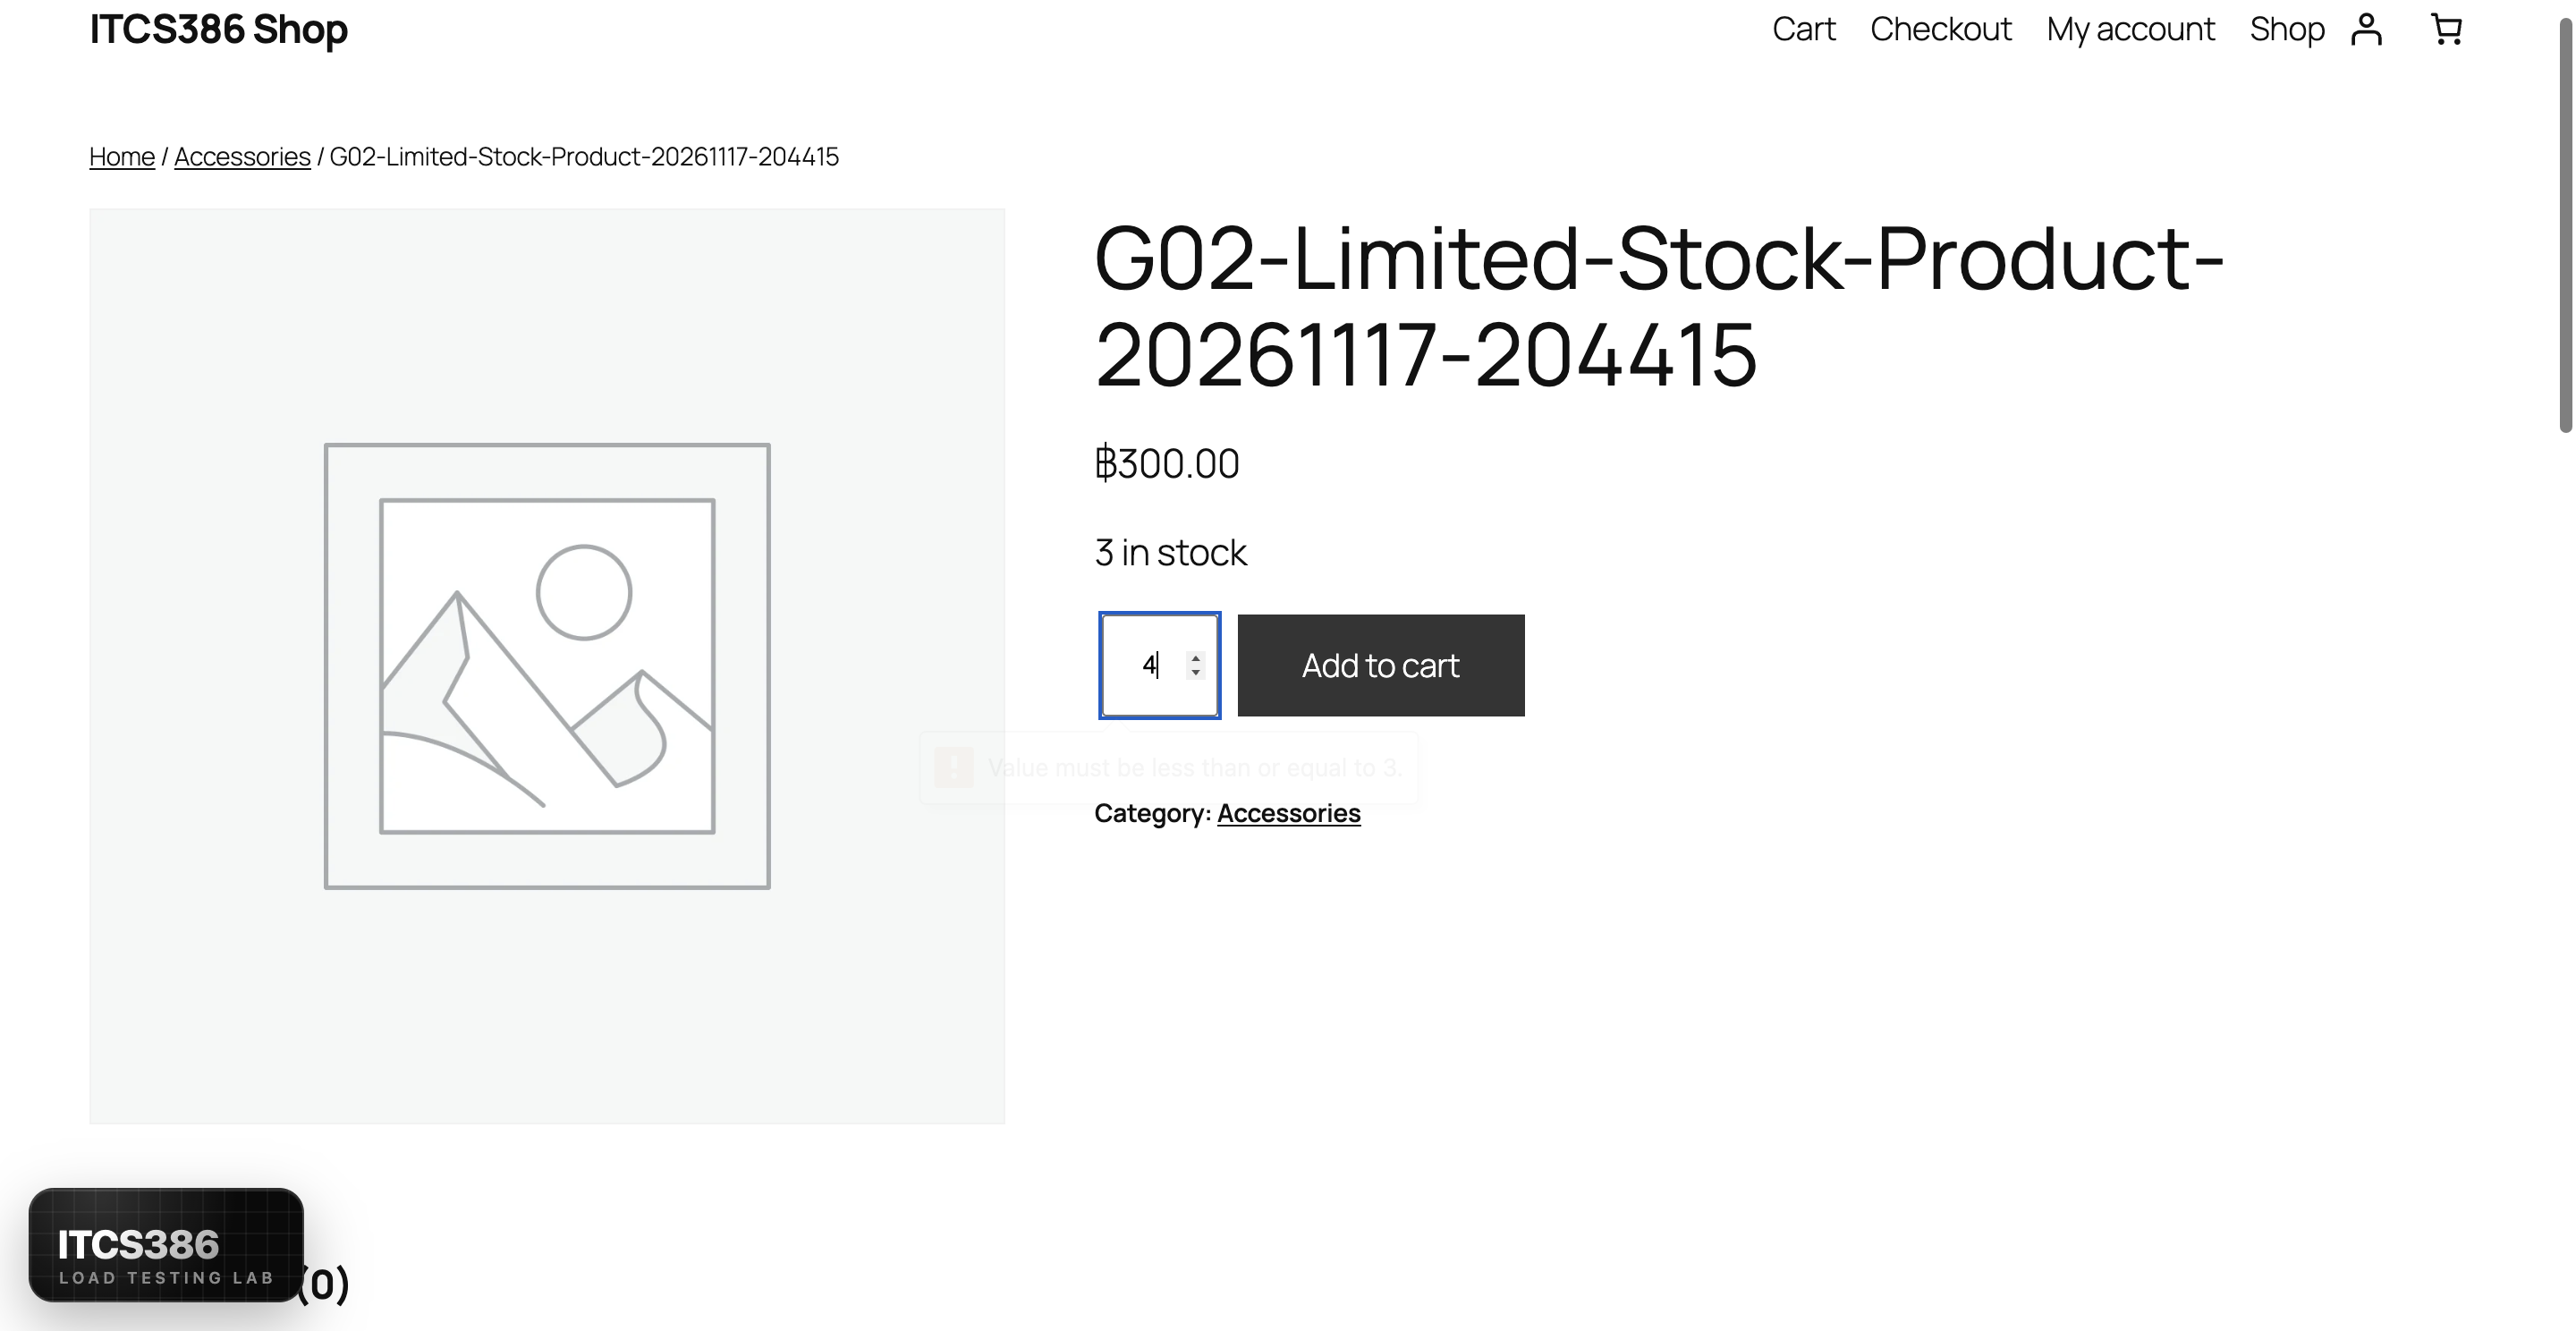 ITCS386 Shop
Cart Checkout My account Shop
Home / Accessories / G02-Limited-Stock-Product-20261117-204415
G02-Limited-Stock-Product-
20261117-204415
฿300.00
3 in stock
4
Add to cart
Value must be less than or equal to 3.
Category: Accessories
ITCS386
LOAD TESTING LAB
(0)